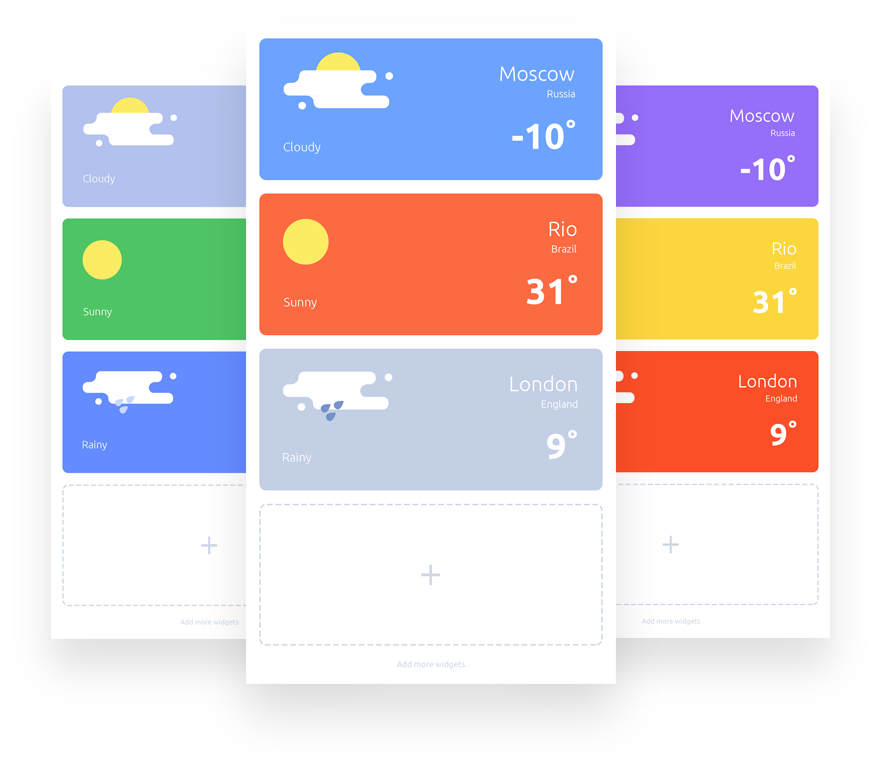 Cloudy
Sunny
Rainy
Add more widgets
Moscow
Russia
-10°
Cloudy
Rio
Brazil
31°
Sunny
London
England
9°
Rainy
Add more widgets
Moscow
Russia
-10°
Rio
Brazil
31°
London
England
9°
Add more widgets